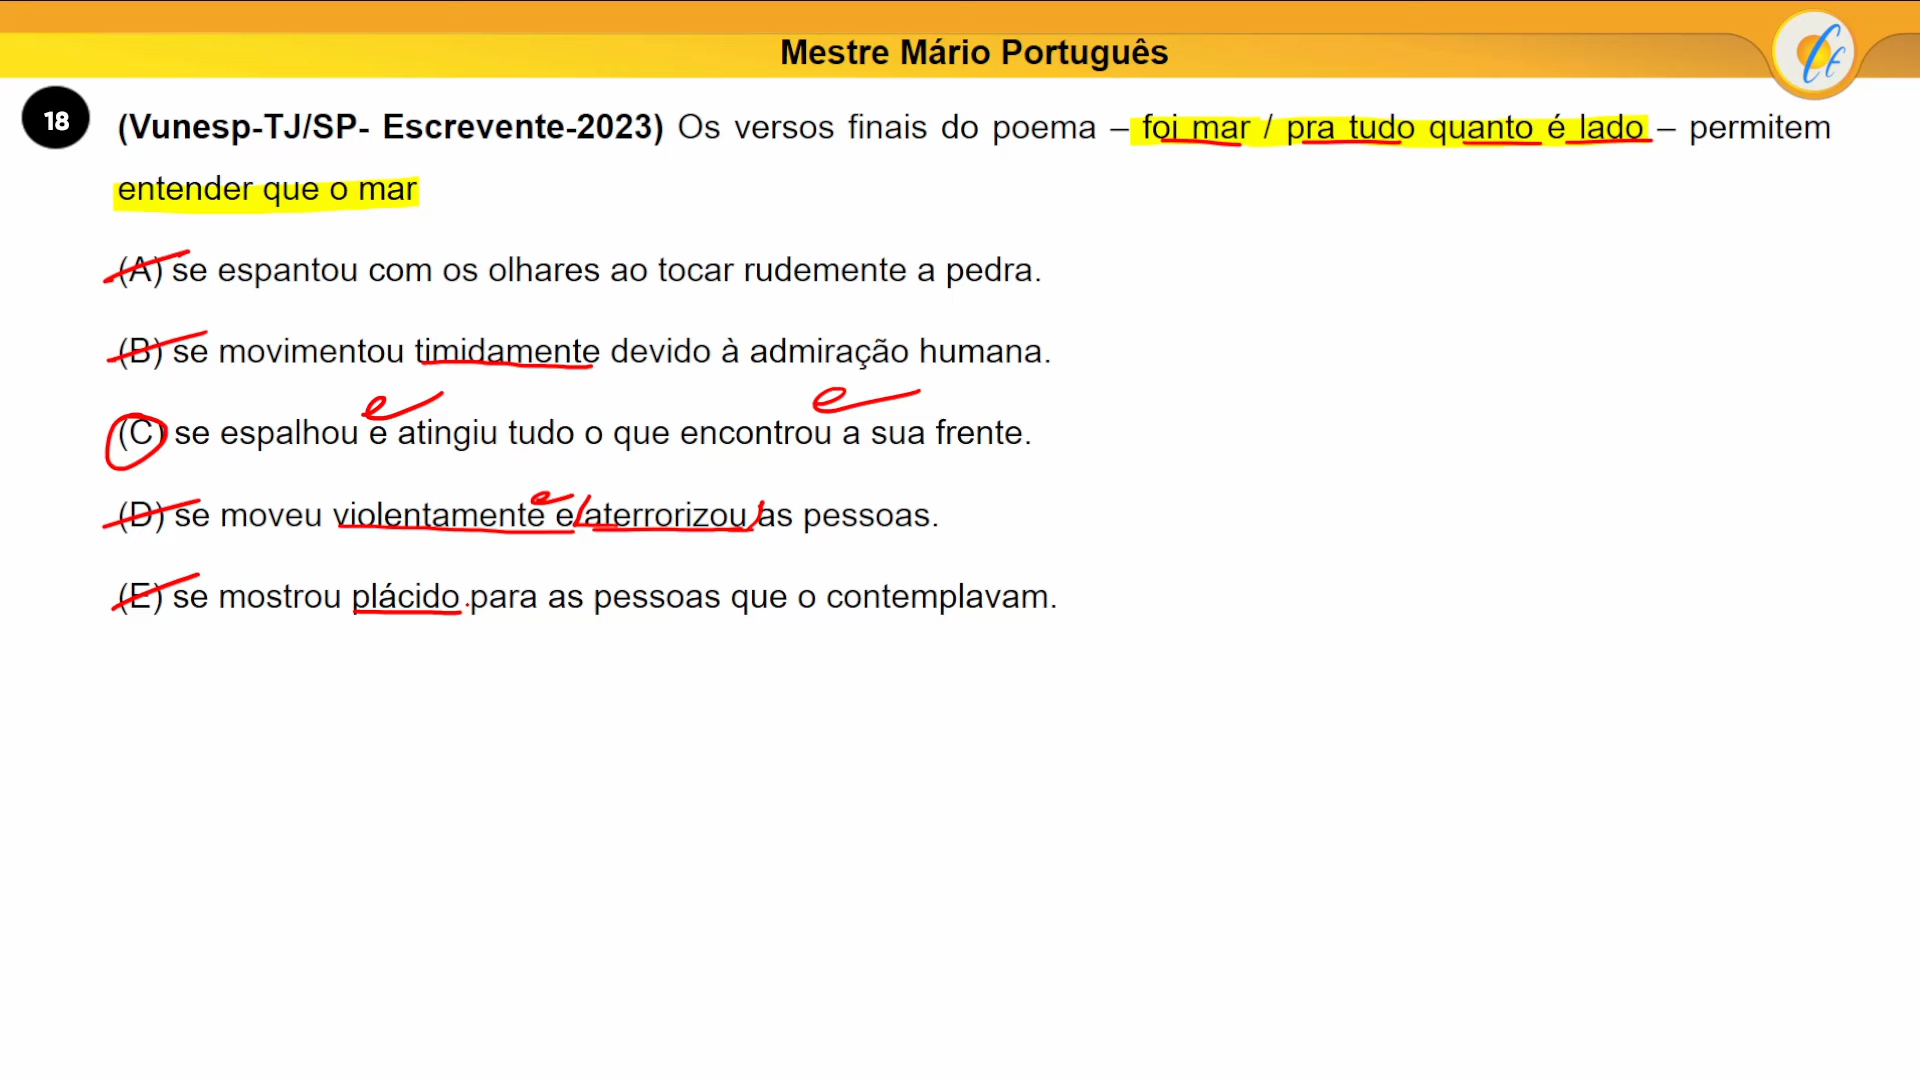 Mestre Mário Português
18
(Vunesp-TJ/SP- Escrevente-2023) Os versos finais do poema – foi mar / pra tudo quanto é lado – permitem
entender que o mar
(A) se espantou com os olhares ao tocar rudemente a pedra.
(B) se movimentou timidamente devido à admiração humana.
e e
(C) se espalhou e atingiu tudo o que encontrou a sua frente.
e
(D) se moveu violentamente e aterrorizou as pessoas.
(E) se mostrou plácido para as pessoas que o contemplavam.